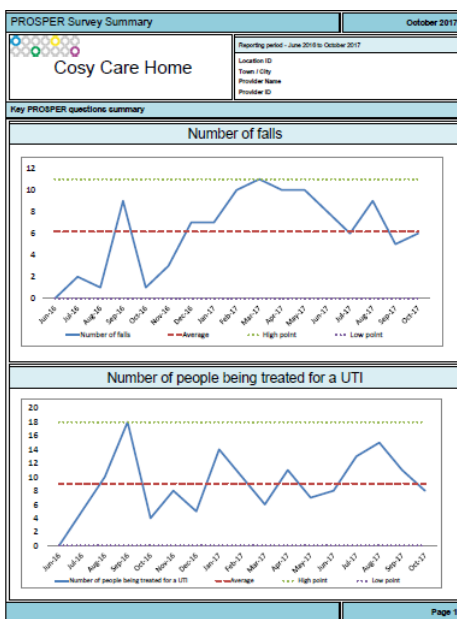 PROSPER Survey Summary
October 2017
Cosy Care Home
Reporting period - June 2016 to October 2017
Location ID
Town / City
Provider Name
Provider ID
Key PROSPER questions summary
Number of falls
12
10
8
6
4
2
0
Jun-16 Jul-16 Aug-16 Sep-16 Oct-16 Nov-16 Dec-16 Jan-17 Feb-17 Mar-17 Apr-17 May-17 Jun-17 Jul-17 Aug-17 Sep-17 Oct-17
Number of falls Average High point Low point
Number of people being treated for a UTI
20
18
16
14
12
10
8
6
4
2
0
Jun-16 Jul-16 Aug-16 Sep-16 Oct-16 Nov-16 Dec-16 Jan-17 Feb-17 Mar-17 Apr-17 May-17 Jun-17 Jul-17 Aug-17 Sep-17 Oct-17
Number of people being treated for a UTI Average High point Low point
Page 1